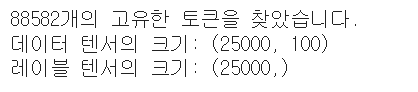 88582개의 고유한 토큰을 찾았습니다.
데이터 텐서의 크기: (25000, 100)
레이블 텐서의 크기: (25000,)